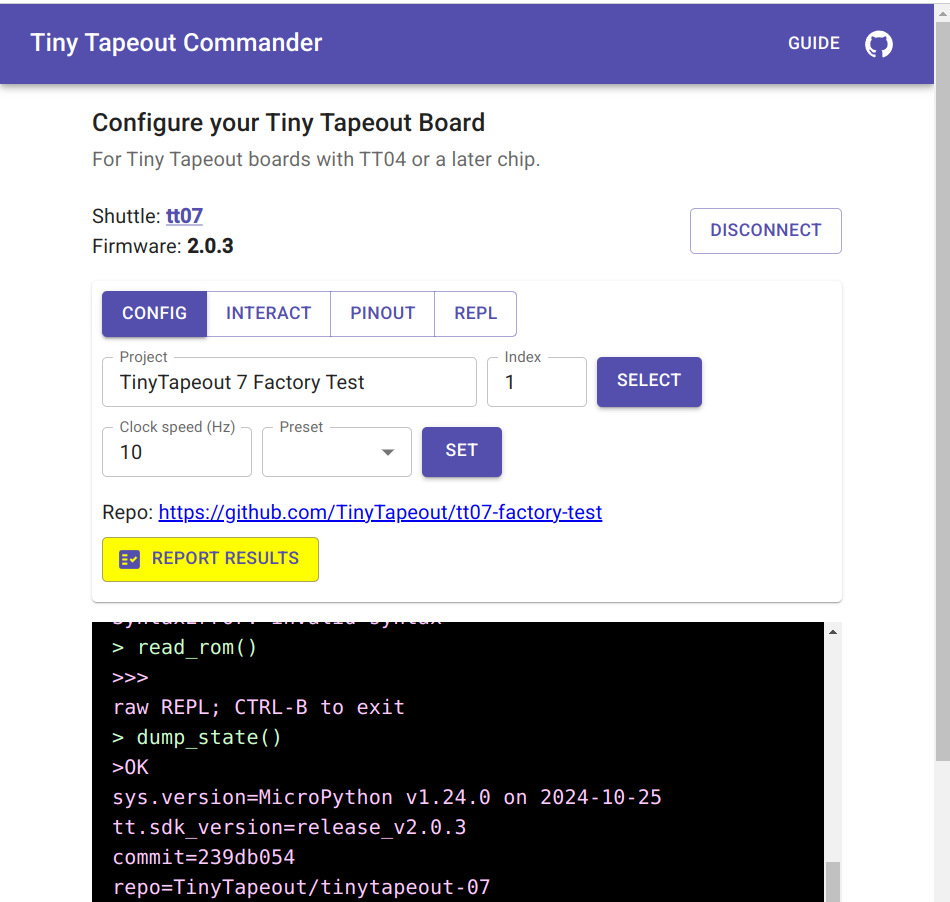 Tiny Tapeout Commander
GUIDE
Configure your Tiny Tapeout Board
For Tiny Tapeout boards with TT04 or a later chip.
Shuttle: tt07
Firmware: 2.0.3
DISCONNECT
CONFIG INTERACT PINOUT REPL
Project
TinyTapeout 7 Factory Test
Index
1
SELECT
Clock speed (Hz)
10
Preset
SET
Repo: https://github.com/TinyTapeout/tt07-factory-test
REPORT RESULTS
SyntaxError: invalid syntax
> read_rom()
>>>
raw REPL; CTRL-B to exit
> dump_state()
>OK
sys.version=MicroPython v1.24.0 on 2024-10-25
tt.sdk_version=release_v2.0.3
commit=239db054
repo=TinyTapeout/tinytapeout-07